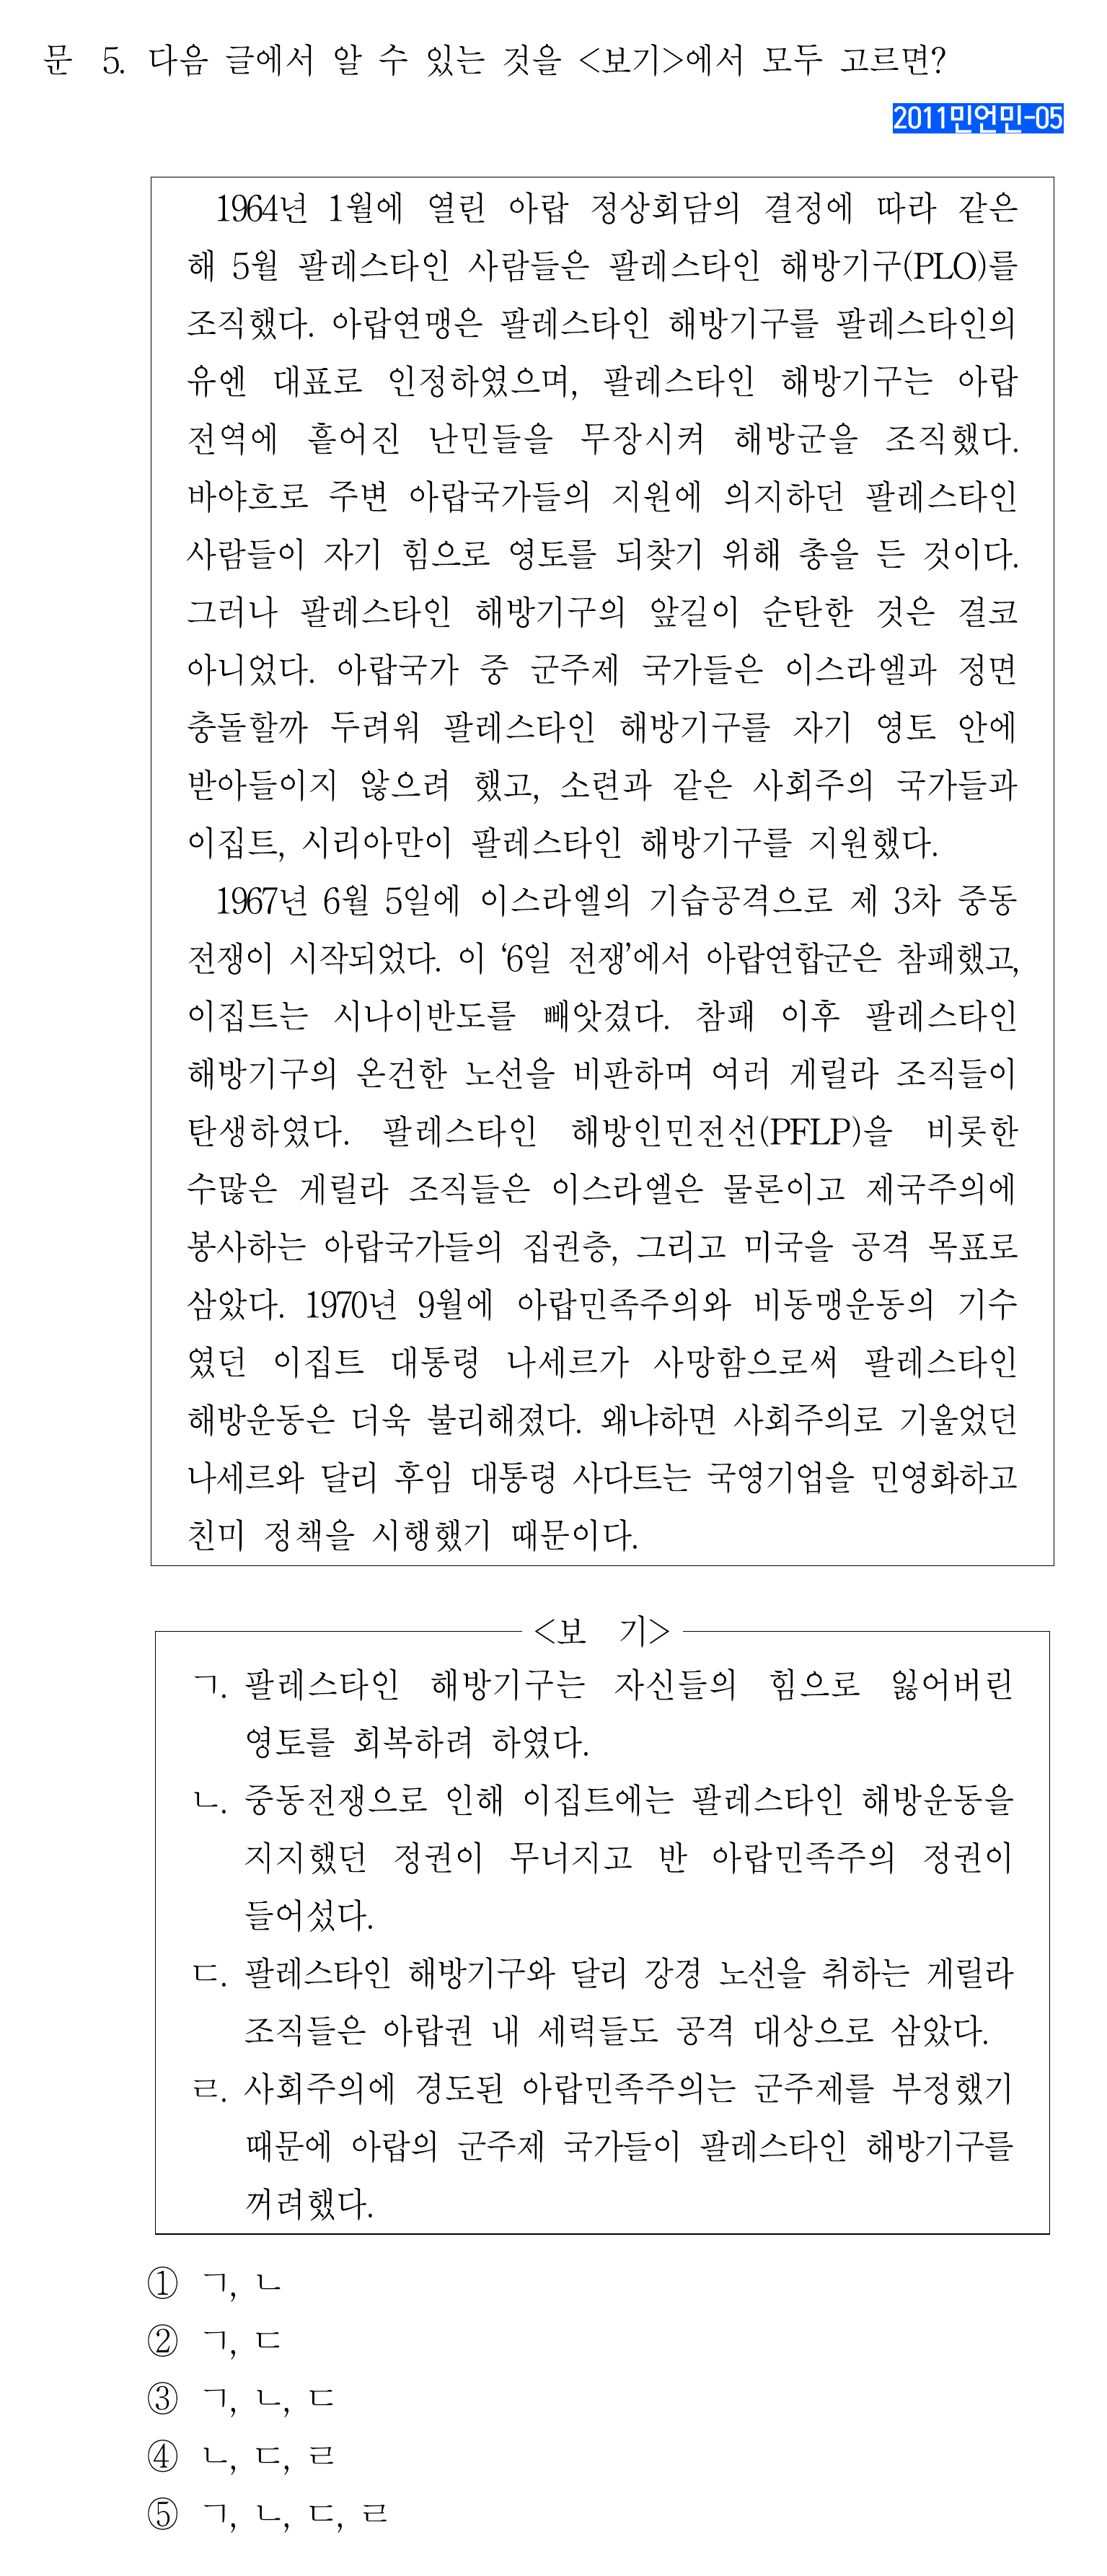 문 5. 다음 글에서 알 수 있는 것을 <보기>에서 모두 고르면?
2011민언민-05
1964년 1월에 열린 아랍 정상회담의 결정에 따라 같은
해 5월 팔레스타인 사람들은 팔레스타인 해방기구(PLO)를
조직했다. 아랍연맹은 팔레스타인 해방기구를 팔레스타인의
유엔 대표로 인정하였으며, 팔레스타인 해방기구는 아랍
전역에 흩어진 난민들을 무장시켜 해방군을 조직했다.
바야흐로 주변 아랍국가들의 지원에 의지하던 팔레스타인
사람들이 자기 힘으로 영토를 되찾기 위해 총을 든 것이다.
그러나 팔레스타인 해방기구의 앞길이 순탄한 것은 결코
아니었다. 아랍국가 중 군주제 국가들은 이스라엘과 정면
충돌할까 두려워 팔레스타인 해방기구를 자기 영토 안에
받아들이지 않으려 했고, 소련과 같은 사회주의 국가들과
이집트, 시리아만이 팔레스타인 해방기구를 지원했다.
1967년 6월 5일에 이스라엘의 기습공격으로 제 3차 중동
전쟁이 시작되었다. 이 ‘6일 전쟁’에서 아랍연합군은 참패했고,
이집트는 시나이반도를 빼앗겼다. 참패 이후 팔레스타인
해방기구의 온건한 노선을 비판하며 여러 게릴라 조직들이
탄생하였다. 팔레스타인 해방인민전선(PFLP)을 비롯한
수많은 게릴라 조직들은 이스라엘은 물론이고 제국주의에
봉사하는 아랍국가들의 집권층, 그리고 미국을 공격 목표로
삼았다. 1970년 9월에 아랍민족주의와 비동맹운동의 기수
였던 이집트 대통령 나세르가 사망함으로써 팔레스타인
해방운동은 더욱 불리해졌다. 왜냐하면 사회주의로 기울었던
나세르와 달리 후임 대통령 사다트는 국영기업을 민영화하고
친미 정책을 시행했기 때문이다.
<보 기>
ㄱ. 팔레스타인 해방기구는 자신들의 힘으로 잃어버린
영토를 회복하려 하였다.
ㄴ. 중동전쟁으로 인해 이집트에는 팔레스타인 해방운동을
지지했던 정권이 무너지고 반 아랍민족주의 정권이
들어섰다.
ㄷ. 팔레스타인 해방기구와 달리 강경 노선을 취하는 게릴라
조직들은 아랍권 내 세력들도 공격 대상으로 삼았다.
ㄹ. 사회주의에 경도된 아랍민족주의는 군주제를 부정했기
때문에 아랍의 군주제 국가들이 팔레스타인 해방기구를
꺼려했다.
① ㄱ, ㄴ
② ㄱ, ㄷ
③ ㄱ, ㄴ, ㄷ
④ ㄴ, ㄷ, ㄹ
⑤ ㄱ, ㄴ, ㄷ, ㄹ